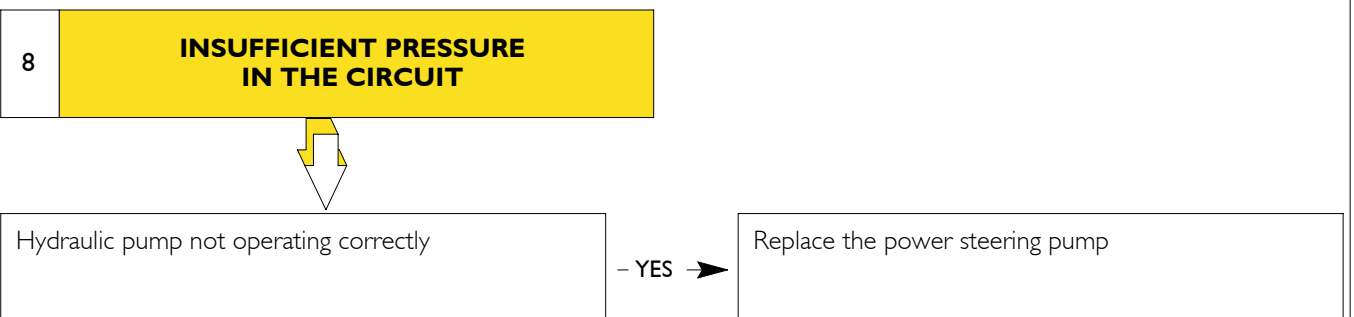 8
INSUFFICIENT PRESSURE
IN THE CIRCUIT
Hydraulic pump not operating correctly
– YES
Replace the power steering pump